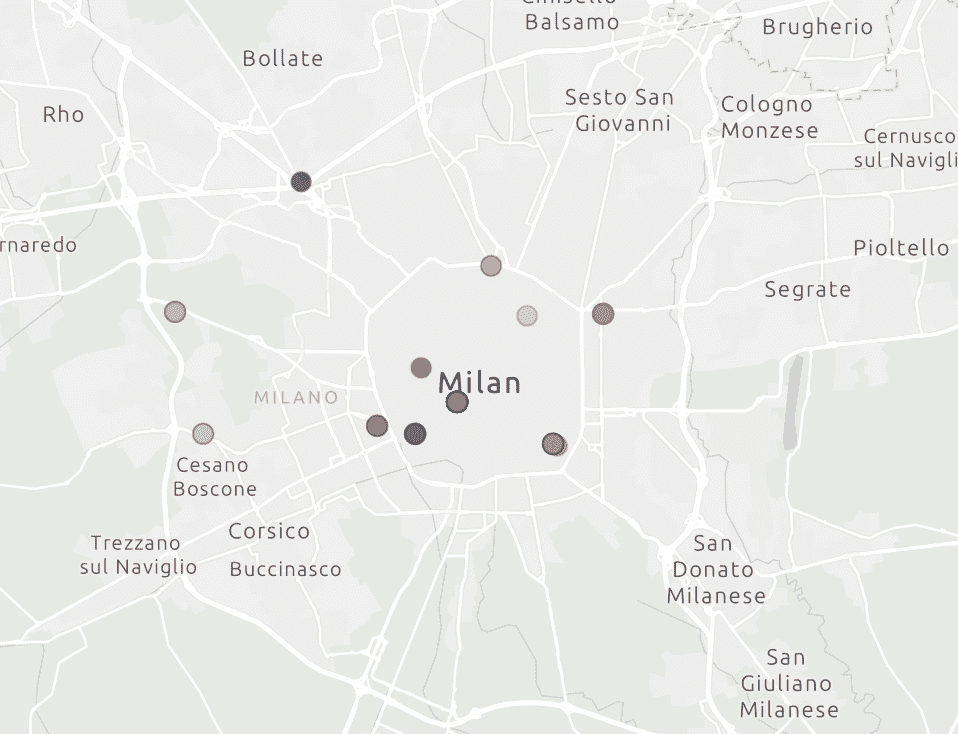 Balsamo
Brugherio
Bollate
Sesto San
Giovanni
Cologno
Monzese
Rho
Cernusco
sul Navigli
rnaredo
Pioltello
Segrate
Milan
MILANO
Cesano
Boscone
Corsico
Trezzano
sul Naviglio
Buccinasco
San
Donato
Milanese
San
Giuliano
Milanese